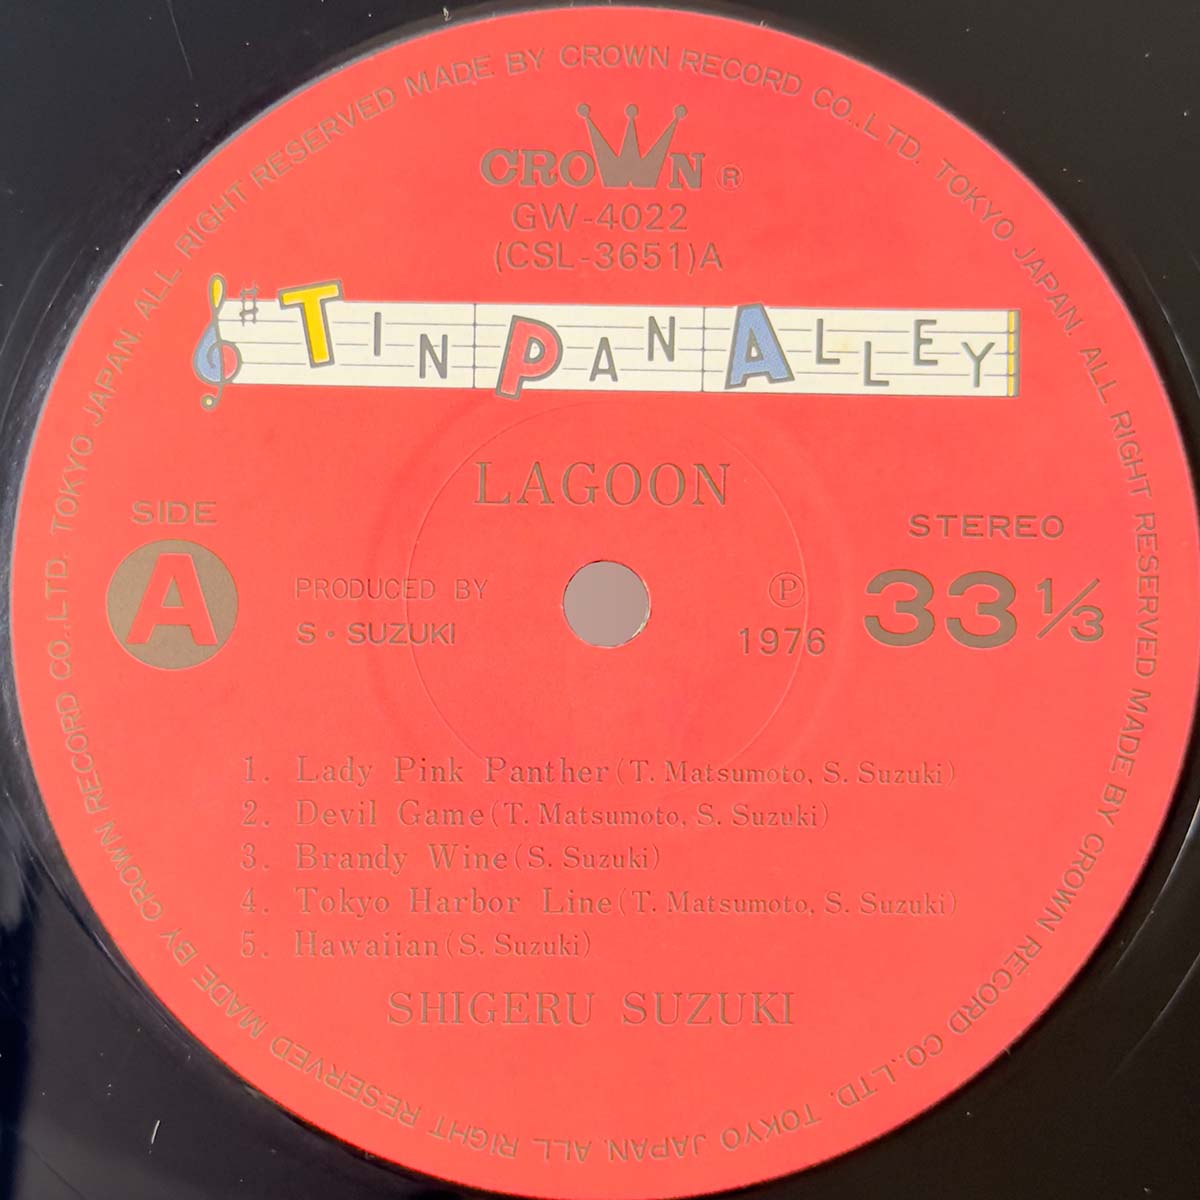 MADE BY CROWN RECORD CO.,LTD. TOKYO JAPAN. ALL RIGHT RESERVED MADE BY CROWN RECORD CO.,LTD. TOKYO JAPAN. ALL RIGHT RESERVED MADE BY CROWN RECORD CO.,LTD. TOKYO JAPAN. ALL RIGHT RESERVED
CROWN ®
GW-4022
(CSL-3651)A
TIN PAN ALLEY
LAGOON
SIDE
A
STEREO
33 1/3
PRODUCED BY
S・SUZUKI
Ⓟ
1976
1. Lady Pink Panther(T. Matsumoto, S. Suzuki)
2. Devil Game(T. Matsumoto, S. Suzuki)
3. Brandy Wine(S. Suzuki)
4. Tokyo Harbor Line(T. Matsumoto, S. Suzuki)
5. Hawaiian(S. Suzuki)
SHIGERU SUZUKI